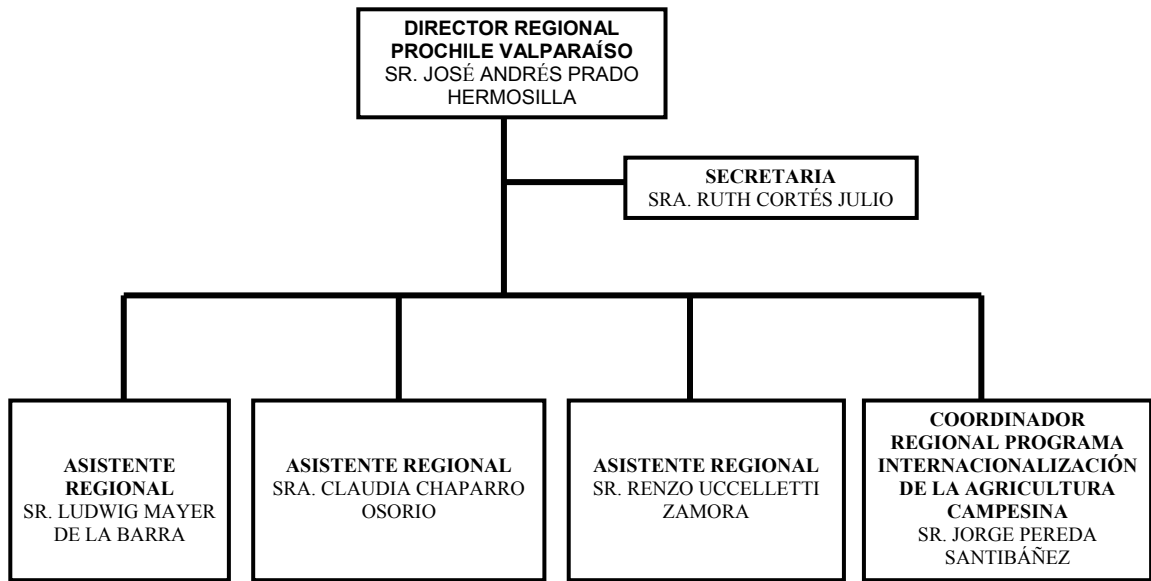 DIRECTOR REGIONAL
PROCHILE VALPARAÍSO
SR. JOSÉ ANDRÉS PRADO
HERMOSILLA
SECRETARIA
SRA. RUTH CORTÉS JULIO
ASISTENTE
REGIONAL
SR. LUDWIG MAYER
DE LA BARRA
ASISTENTE REGIONAL
SRA. CLAUDIA CHAPARRO
OSORIO
ASISTENTE REGIONAL
SR. RENZO UCCELLETTI
ZAMORA
COORDINADOR
REGIONAL PROGRAMA
INTERNACIONALIZACIÓN
DE LA AGRICULTURA
CAMPESINA
SR. JORGE PEREDA
SANTIBÁÑEZ